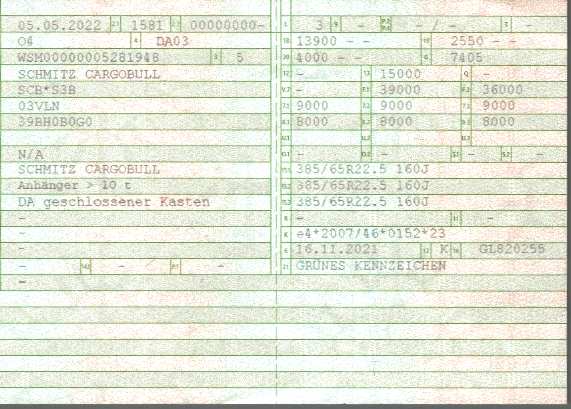 05.05.2022 1581 00000000-
04 DA03
WSM00000005281948 5
SCHMITZ CARGOBULL
SCB*S3B
03VLN
39BH0B0G0
N/A
SCHMITZ CARGOBULL
Anhänger > 10 t
DA geschlossener Kasten
-
-
-
- - -
-
3 - - / - -
13900 - - 2550 - -
4000 - - 7405
- 15000 -
- 39000 36000
9000 9000 9000
8000 8000 8000
- - - -
385/65R22.5 160J
385/65R22.5 160J
385/65R22.5 160J
- -
e4*2007/46*0152*23
16.11.2021 K GL820255
GRÜNES KENNZEICHEN